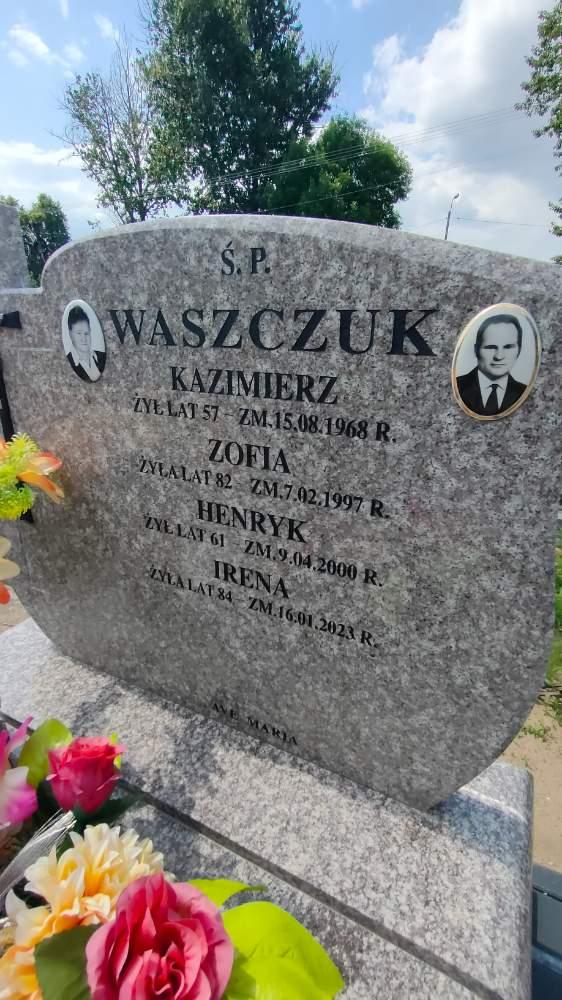 Ś. P.
WASZCZUK
KAZIMIERZ
ŻYŁ LAT 57 - ZM.15.08.1968 R.
ZOFIA
ŻYŁA LAT 82 - ZM.7.02.1997 R.
HENRYK
ŻYŁ LAT 61 - ZM.9.04.2000 R.
IRENA
ŻYŁA LAT 84 - ZM.16.01.2023 R.
AVE MARIA